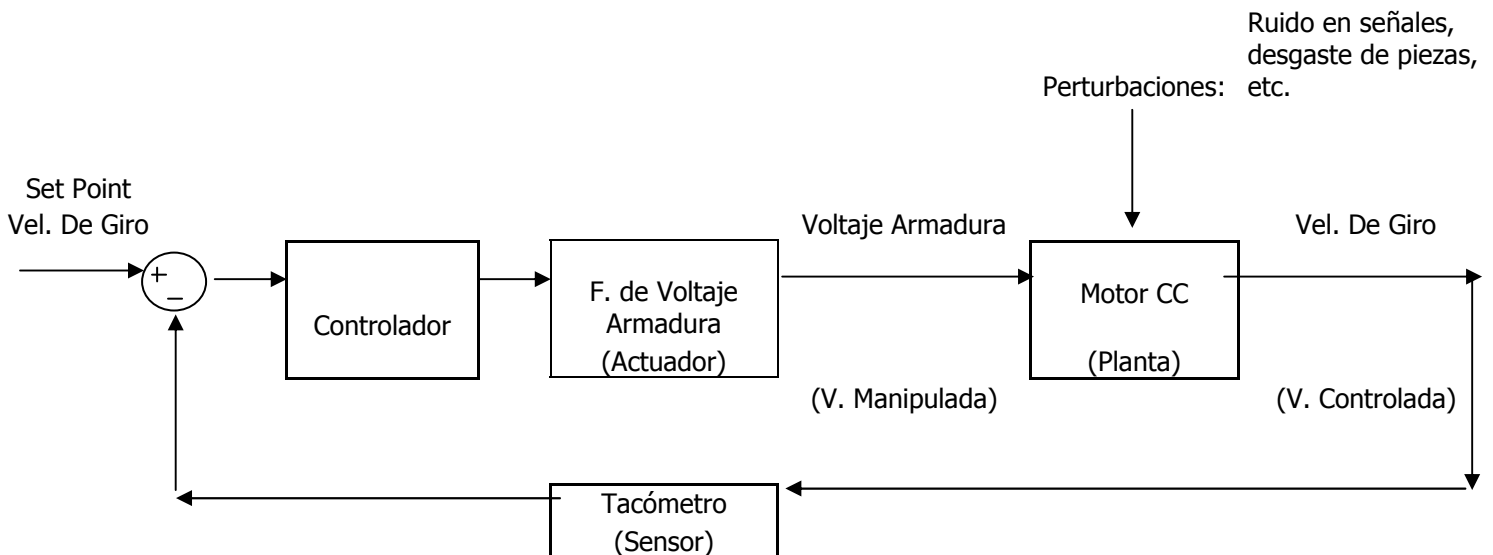 Ruido en señales,
desgaste de piezas,
Perturbaciones: etc.
Set Point
Vel. De Giro
+
−
Controlador
F. de Voltaje
Armadura
(Actuador)
Voltaje Armadura
(V. Manipulada)
Motor CC
(Planta)
Vel. De Giro
(V. Controlada)
Tacómetro
(Sensor)